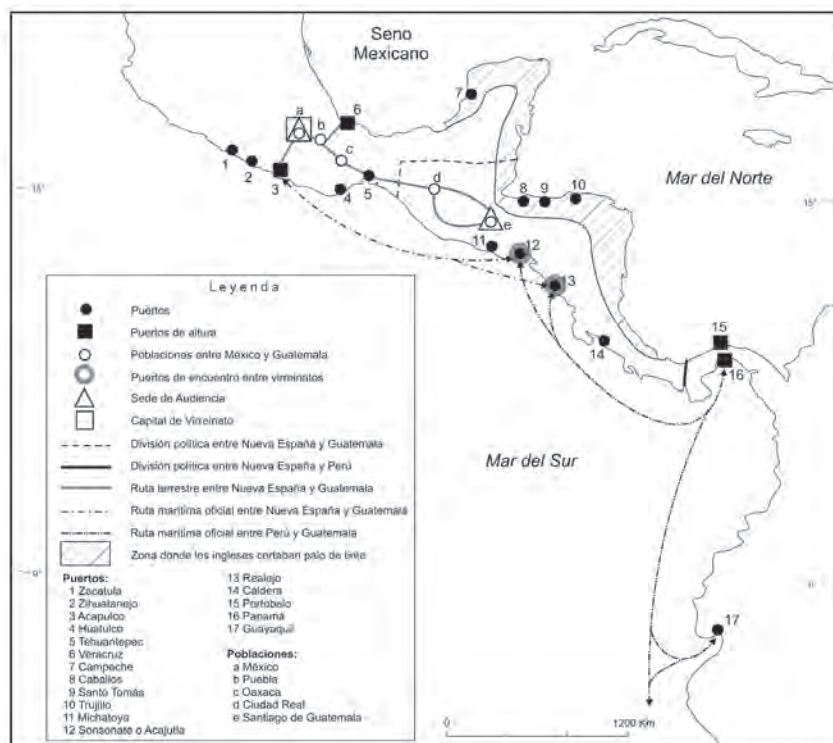 Seno
Mexicano
Mar del Norte
Mar del Sur
a
b
c
d
e
1
2
3
4
5
6
7
8
9
10
11
12
13
14
15
16
17
15°
15°
9°
0
1200 Km
Leyenda
Puertos
Puertos de altura
Poblaciones entre México y Guatemala
Puertos de encuentro entre virreinatos
Sede de Audiencia
Capital de Virreinato
División política entre Nueva España y Guatemala
División política entre Nueva España y Perú
Ruta terrestre entre Nueva España y Guatemala
Ruta marítima oficial entre Nueva España y Guatemala
Ruta marítima oficial entre Perú y Guatemala
Zona donde los ingleses cortaban palo de tinte
Puertos:
1 Zacatula
2 Zihuatanejo
3 Acapulco
4 Huatulco
5 Tehuantepec
6 Veracruz
7 Campeche
8 Caballos
9 Santo Tomás
10 Trujillo
11 Michatoya
12 Sonsonate o Acajutla
13 Realejo
14 Caldera
15 Portobelo
16 Panamá
17 Guayaquil
Poblaciones:
a México
b Puebla
c Oaxaca
d Ciudad Real
e Santiago de Guatemala